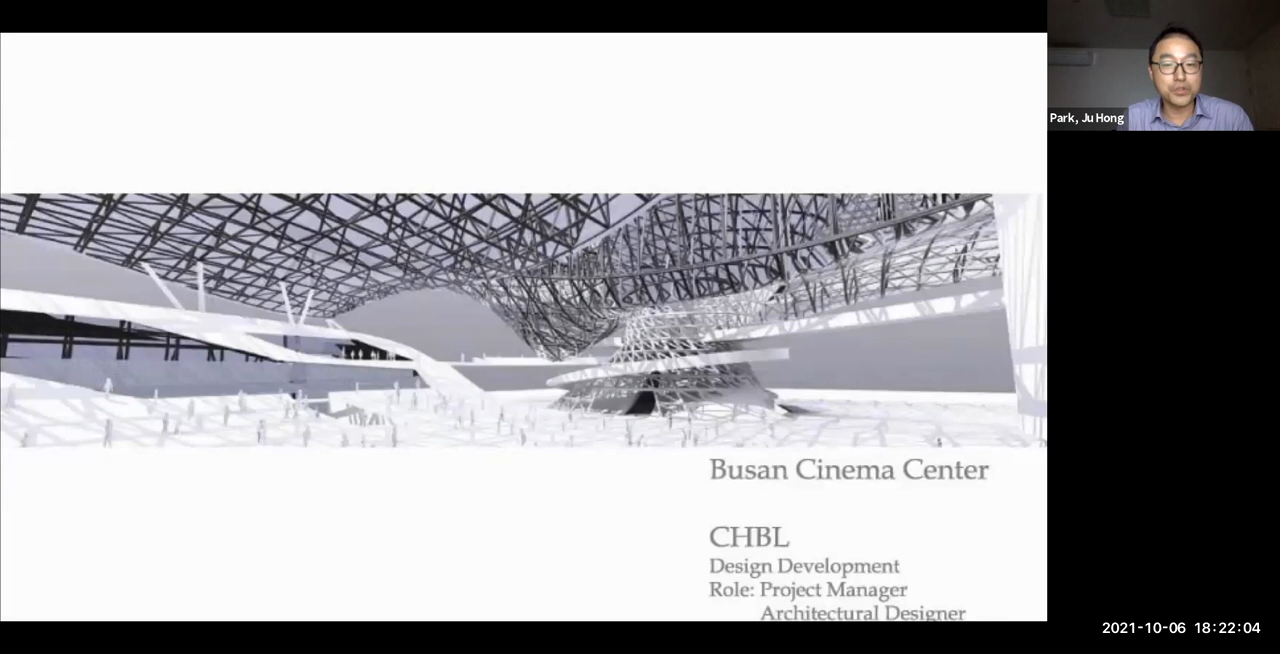 Park, Ju Hong
Busan Cinema Center
CHBL
Design Development
Role: Project Manager
Architectural Designer
2021-10-06 18:22:04